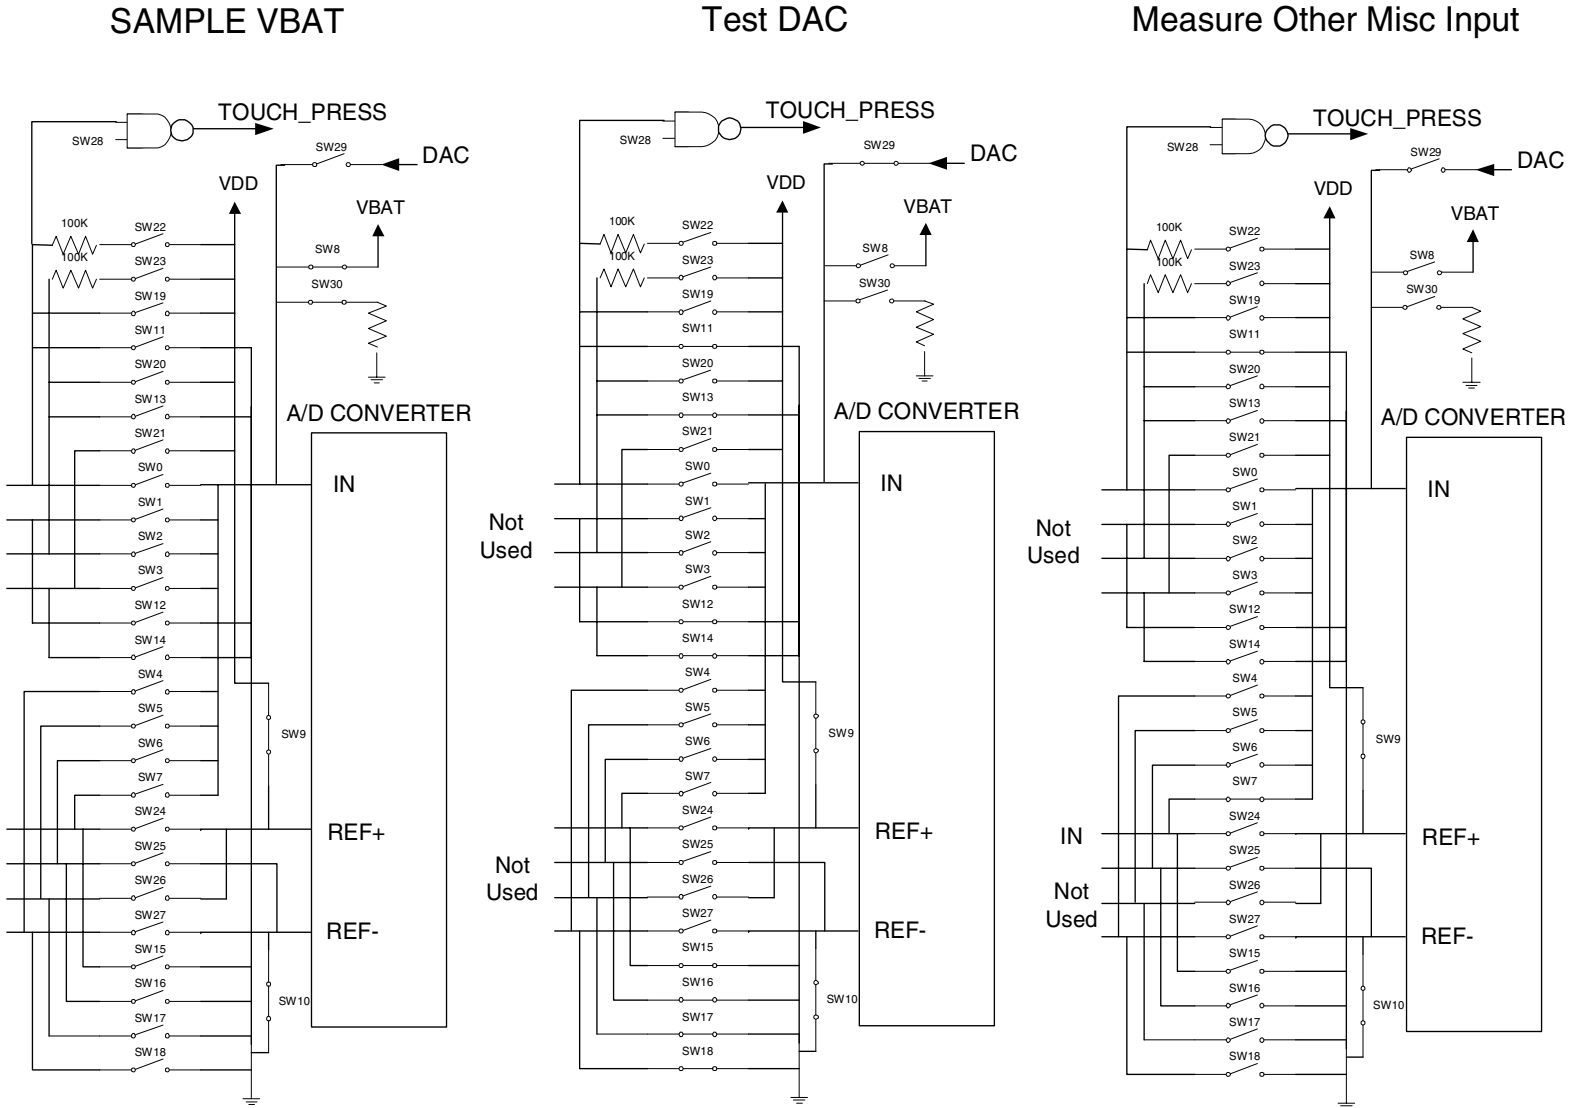 SAMPLE VBAT
TOUCH_PRESS
SW28
SW29
DAC
VDD
VBAT
100K
SW22
SW8
100K
SW23
SW30
SW19
SW11
SW20
SW13
A/D CONVERTER
SW21
SW0
IN
SW1
SW2
SW3
SW12
SW14
SW4
SW5
SW9
SW6
SW7
SW24
REF+
SW25
SW26
SW27
REF-
SW15
SW16
SW10
SW17
SW18
Test DAC
TOUCH_PRESS
SW28
SW29
DAC
VDD
VBAT
100K
SW22
SW8
100K
SW23
SW30
SW19
SW11
SW20
SW13
A/D CONVERTER
SW21
SW0
IN
SW1
Not
Used
SW2
SW3
SW12
SW14
SW4
SW5
SW9
SW6
SW7
SW24
REF+
SW25
Not
Used
SW26
SW27
REF-
SW15
SW16
SW10
SW17
SW18
Measure Other Misc Input
TOUCH_PRESS
SW28
SW29
DAC
VDD
VBAT
100K
SW22
SW8
100K
SW23
SW30
SW19
SW11
SW20
SW13
A/D CONVERTER
SW21
SW0
IN
SW1
Not
Used
SW2
SW3
SW12
SW14
SW4
SW5
SW9
SW6
SW7
SW24
IN
REF+
SW25
Not
Used
SW26
SW27
REF-
SW15
SW16
SW10
SW17
SW18